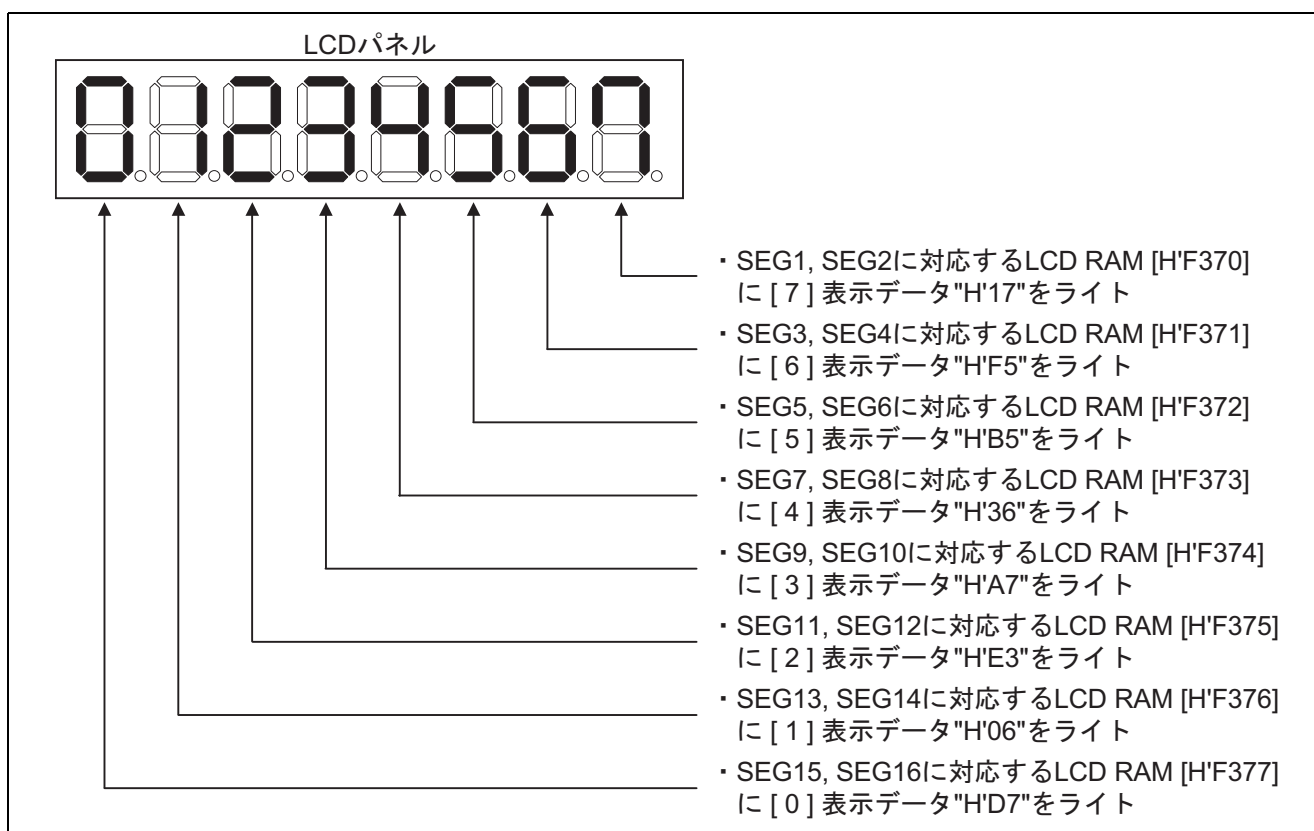 LCDパネル
01234567
・SEG1, SEG2に対応するLCD RAM [H'F370]
に [ 7 ] 表示データ"H'17"をライト
・SEG3, SEG4に対応するLCD RAM [H'F371]
に [ 6 ] 表示データ"H'F5"をライト
・SEG5, SEG6に対応するLCD RAM [H'F372]
に [ 5 ] 表示データ"H'B5"をライト
・SEG7, SEG8に対応するLCD RAM [H'F373]
に [ 4 ] 表示データ"H'36"をライト
・SEG9, SEG10に対応するLCD RAM [H'F374]
に [ 3 ] 表示データ"H'A7"をライト
・SEG11, SEG12に対応するLCD RAM [H'F375]
に [ 2 ] 表示データ"H'E3"をライト
・SEG13, SEG14に対応するLCD RAM [H'F376]
に [ 1 ] 表示データ"H'06"をライト
・SEG15, SEG16に対応するLCD RAM [H'F377]
に [ 0 ] 表示データ"H'D7"をライト